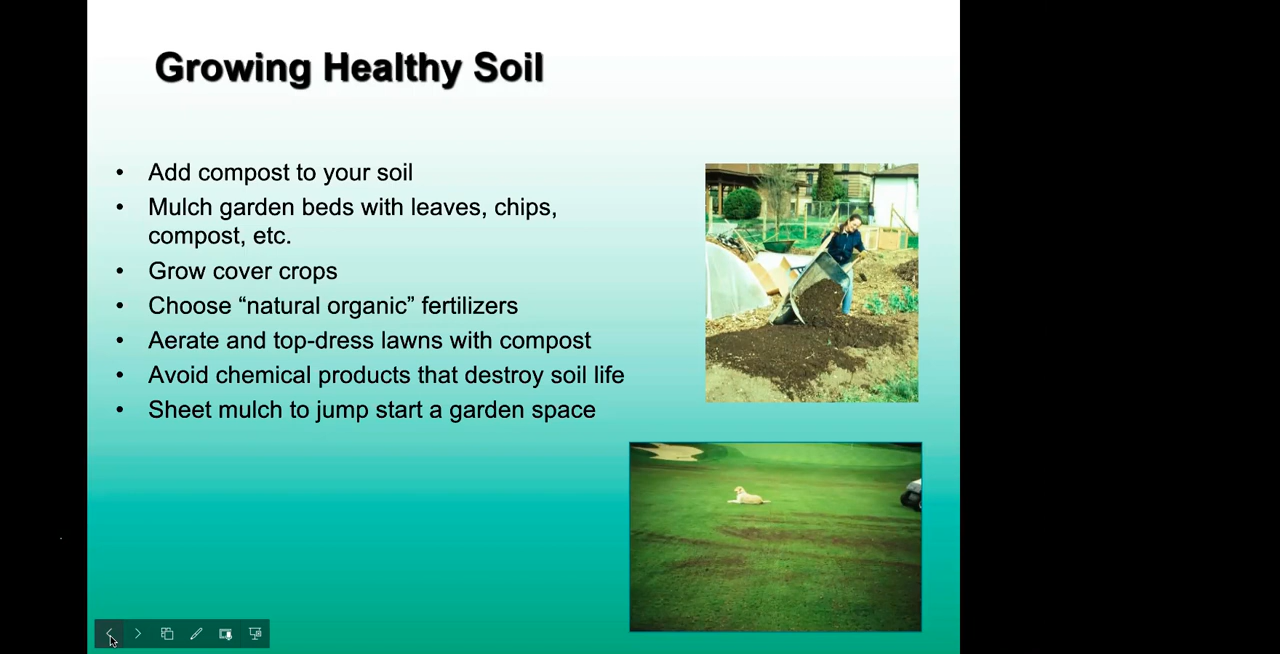 Growing Healthy Soil
• Add compost to your soil
• Mulch garden beds with leaves, chips,
compost, etc.
• Grow cover crops
• Choose “natural organic” fertilizers
• Aerate and top-dress lawns with compost
• Avoid chemical products that destroy soil life
• Sheet mulch to jump start a garden space